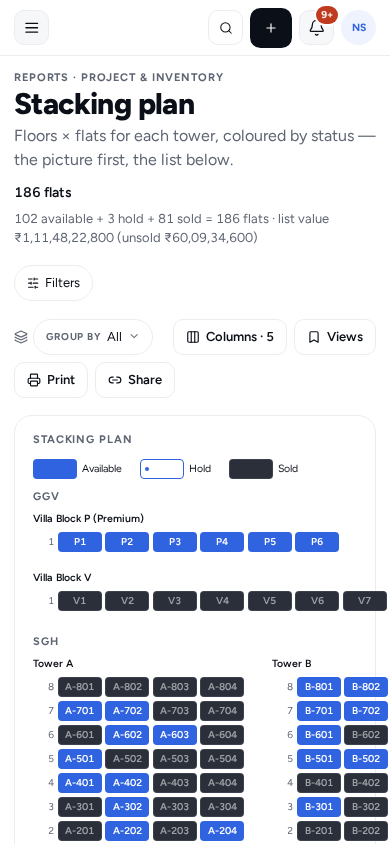 9+
NS
REPORTS · PROJECT & INVENTORY
Stacking plan
Floors × flats for each tower, coloured by status —
the picture first, the list below.
186 flats
102 available + 3 hold + 81 sold = 186 flats · list value
₹1,11,48,22,800 (unsold ₹60,09,34,600)
Filters
GROUP BY All
Columns · 5
Views
Print
Share
STACKING PLAN
Available
Hold
Sold
GGV
Villa Block P (Premium)
1 P1 P2 P3 P4 P5 P6
Villa Block V
1 V1 V2 V3 V4 V5 V6 V7
SGH
Tower A Tower B
8 A-801 A-802 A-803 A-804 8 B-801 B-802
7 A-701 A-702 A-703 A-704 7 B-701 B-702
6 A-601 A-602 A-603 A-604 6 B-601 B-602
5 A-501 A-502 A-503 A-504 5 B-501 B-502
4 A-401 A-402 A-403 A-404 4 B-401 B-402
3 A-301 A-302 A-303 A-304 3 B-301 B-302
2 A-201 A-202 A-203 A-204 2 B-201 B-202